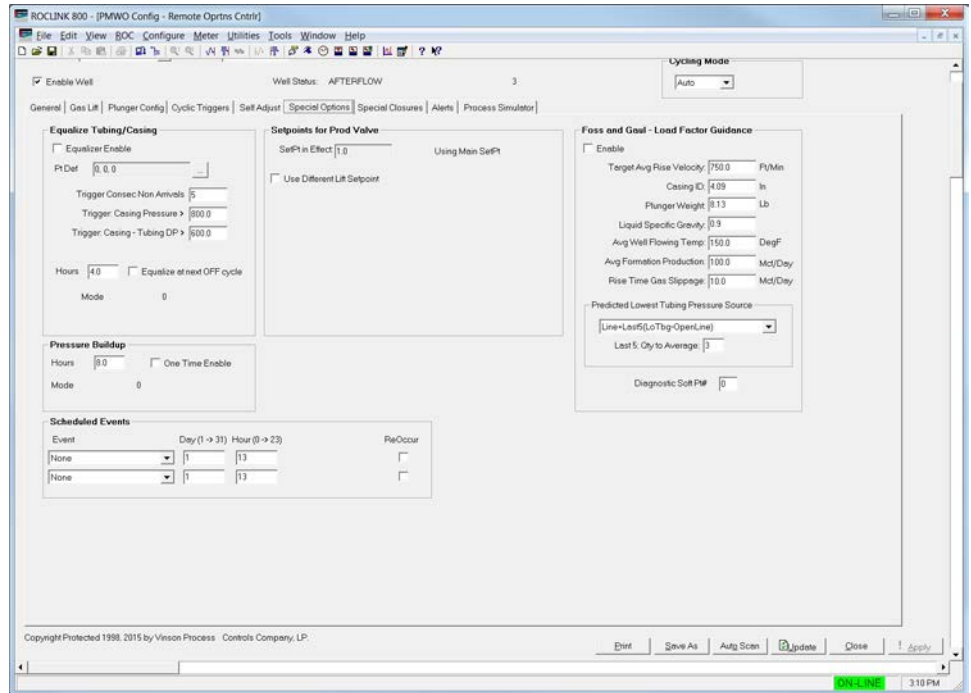 ROCLINK 800 - [PMWO Config - Remote Oprtns Cntrlr]
File Edit View ROC Configure Meter Utilities Tools Window Help
Cycling Mode
Enable Well Well Status: AFTERFLOW 3 Auto
General Gas Lift Plunger Config Cyclic Triggers Self Adjust Special Options Special Closures Alerts Process Simulator
Equalize Tubing/Casing
Equalizer Enable
Pt Def 0, 0, 0 ...
Trigger Consec Non Arrivals 5
Trigger: Casing Pressure > 800.0
Trigger: Casing - Tubing DP > 600.0
Hours 4.0 Equalize at next OFF cycle
Mode 0
Setpoints for Prod Valve
SetPt in Effect: 1.0 Using Main SetPt
Use Different Lift Setpoint
Foss and Gaul - Load Factor Guidance
Enable
Target Avg Rise Velocity: 750.0 Ft/Min
Casing ID: 4.09 In
Plunger Weight: 8.13 Lb
Liquid Specific Gravity: 0.9
Avg Well Flowing Temp: 150.0 DegF
Avg Formation Production: 100.0 Mcf/Day
Rise Time Gas Slippage: 10.0 Mcf/Day
Predicted Lowest Tubing Pressure Source
Line+Last5(LoTbg-OpenLine)
Last 5; Qty to Average: 3
Diagnostic Soft Pt# 0
Pressure Buildup
Hours 8.0 One Time Enable
Mode 0
Scheduled Events
Event Day (1 -> 31) Hour (0 -> 23) ReOccur
None 1 13
None 1 13
Copyright Protected 1998, 2015 by Vinson Process Controls Company, LP.
Print Save As Auto Scan Update Close ! Apply
ON-LINE 3:10 PM